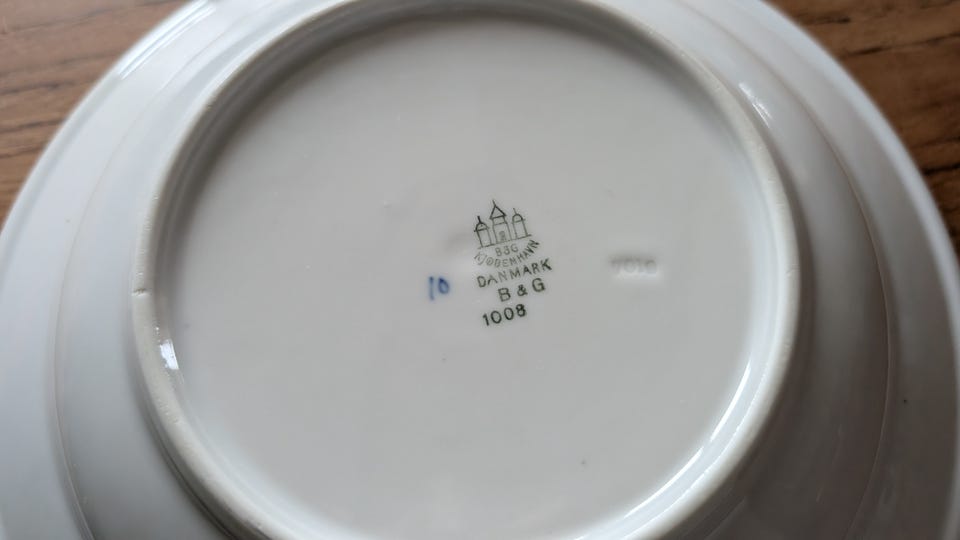 B&G
KJØBENHAVN
DANMARK
B & G
1008
10